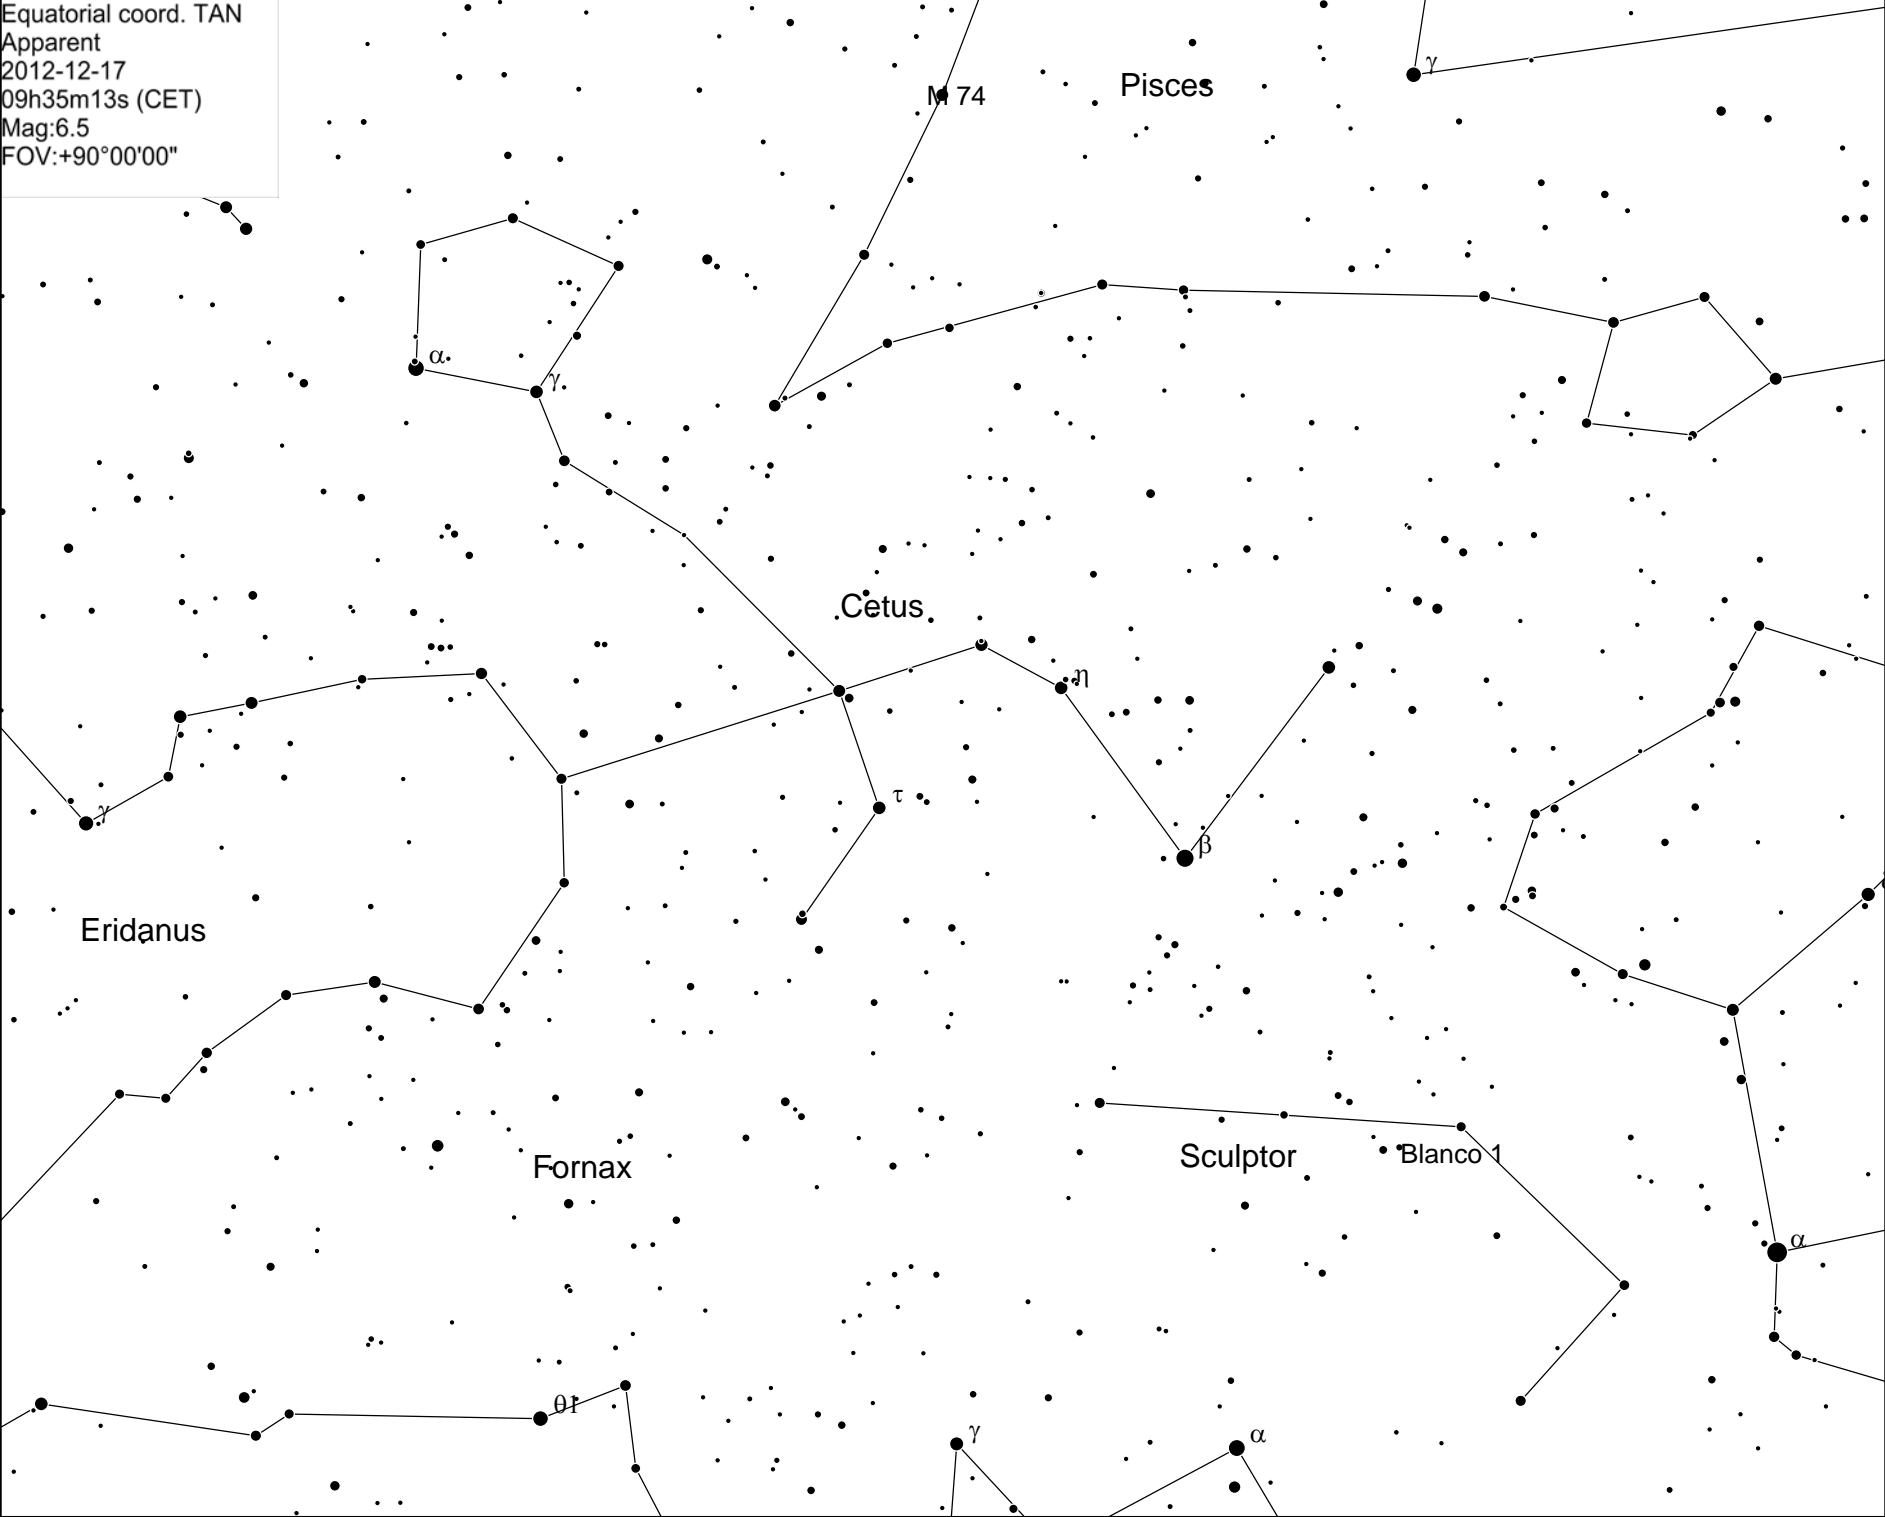 Equatorial coord. TAN
Apparent
2012-12-17
09h35m13s (CET)
Mag:6.5
FOV:+90°00'00"
γ
Pisces
M 74
α
γ
Cetus
η
τ
γ
β
Eridanus
Sculptor
Blanco 1
Fornax
α
θ1
γ
α